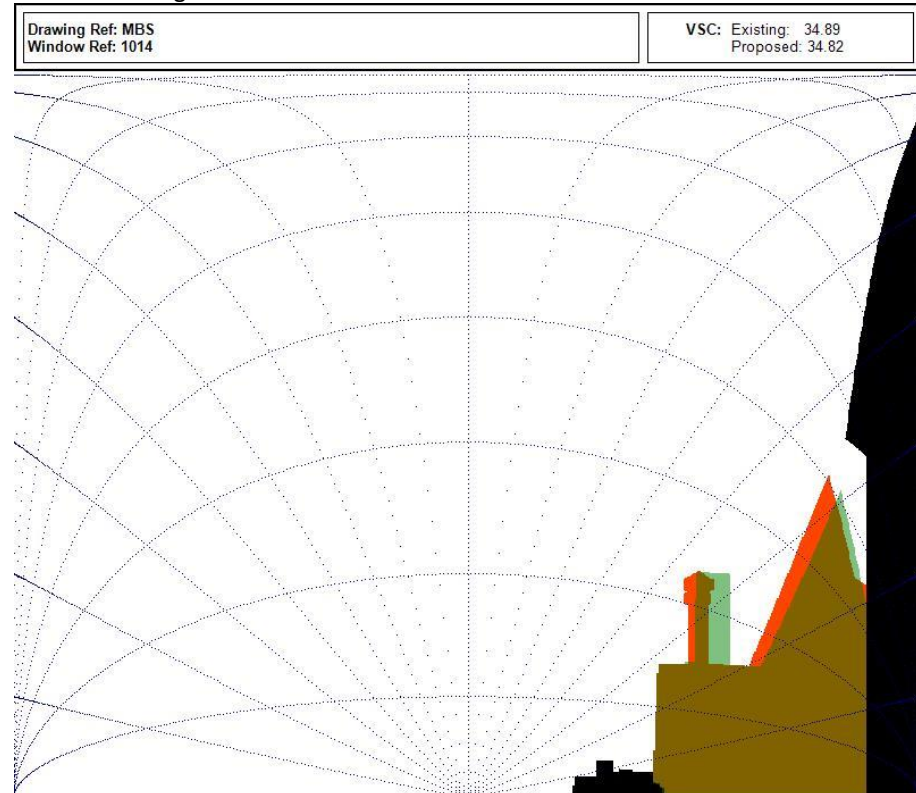 Drawing Ref: MBS
Window Ref: 1014
VSC: Existing: 34.89
Proposed: 34.82